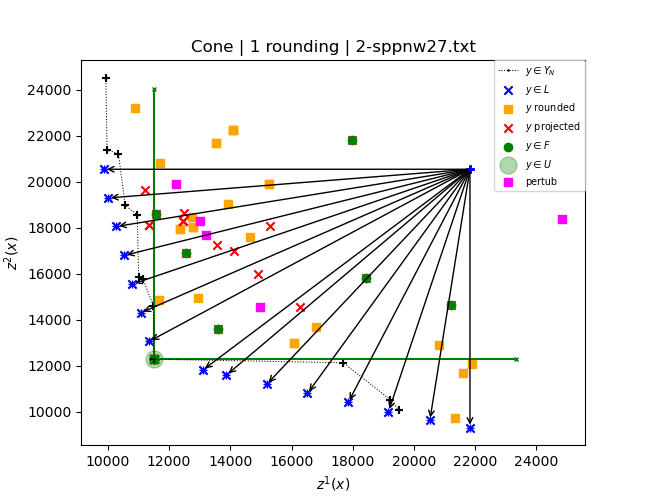 Cone | 1 rounding | 2-sppnw27.txt
y ∈ Y_N
y ∈ L
y rounded
y projected
y ∈ F
y ∈ U
pertub
24000
22000
20000
18000
16000
14000
12000
10000
z²(x)
10000 12000 14000 16000 18000 20000 22000 24000
z¹(x)